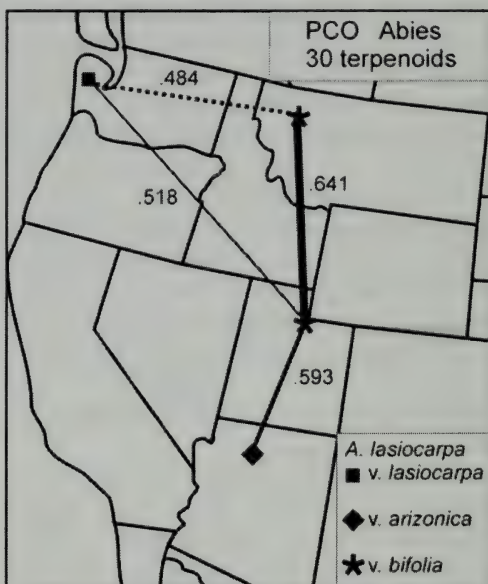 PCO Abies
30 terpenoids
.484
.641
.518
.593
A. lasiocarpa
v. lasiocarpa
v. arizonica
v. bifolia